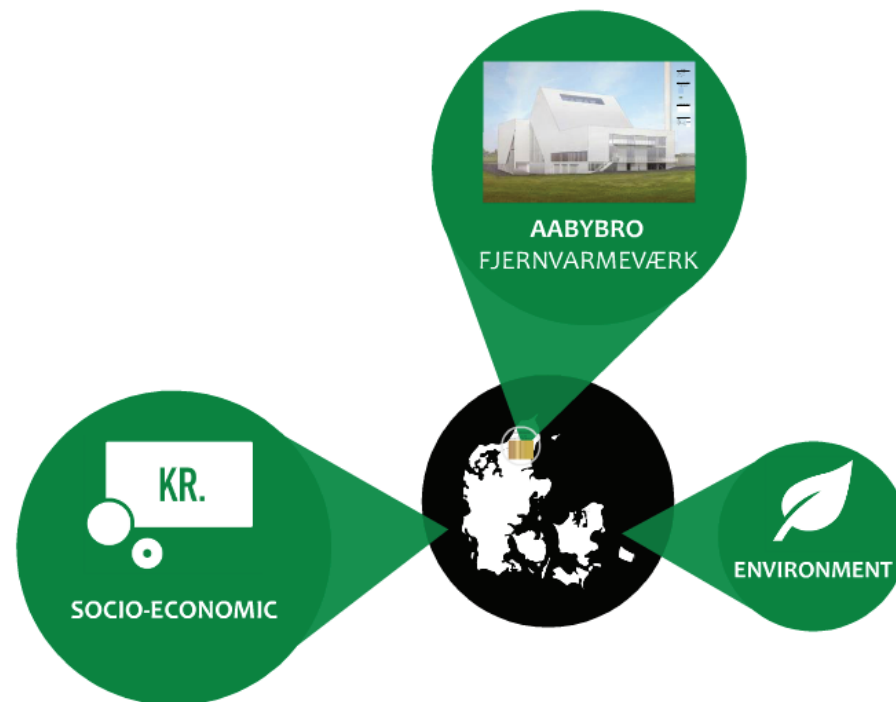 AABYBRO
FJERNVARMEVÆRK
KR.
SOCIO-ECONOMIC
ENVIRONMENT